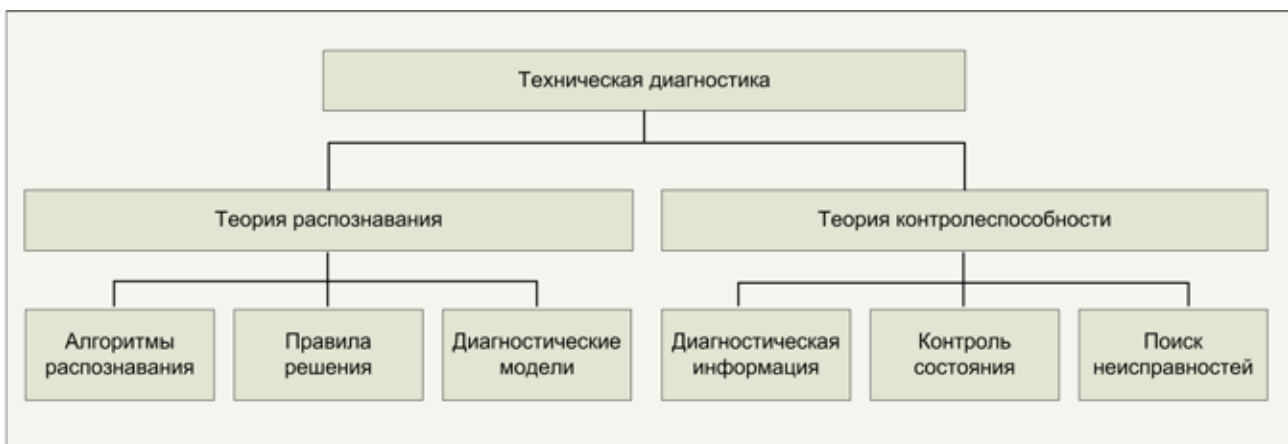 Техническая диагностика
Теория распознавания
Теория контролеспособности
Алгоритмы
распознавания
Правила
решения
Диагностические
модели
Диагностическая
информация
Контроль
состояния
Поиск
неисправностей